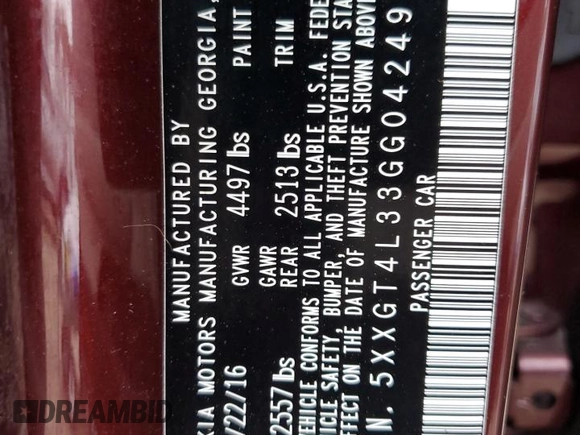 MANUFACTURED BY
KIA MOTORS MANUFACTURING GEORGIA,
/22/16 GVWR 4497 lbs PAINT
GAWR
2557 lbs REAR 2513 lbs TRIM
VEHICLE CONFORMS TO ALL APPLICABLE U.S.A. FEDE
VEHICLE SAFETY, BUMPER, AND THEFT PREVENTION STA
EFFECT ON THE DATE OF MANUFACTURE SHOWN ABOVE
N. 5XXGT4L33GG04249
PASSENGER CAR
DREAMBID